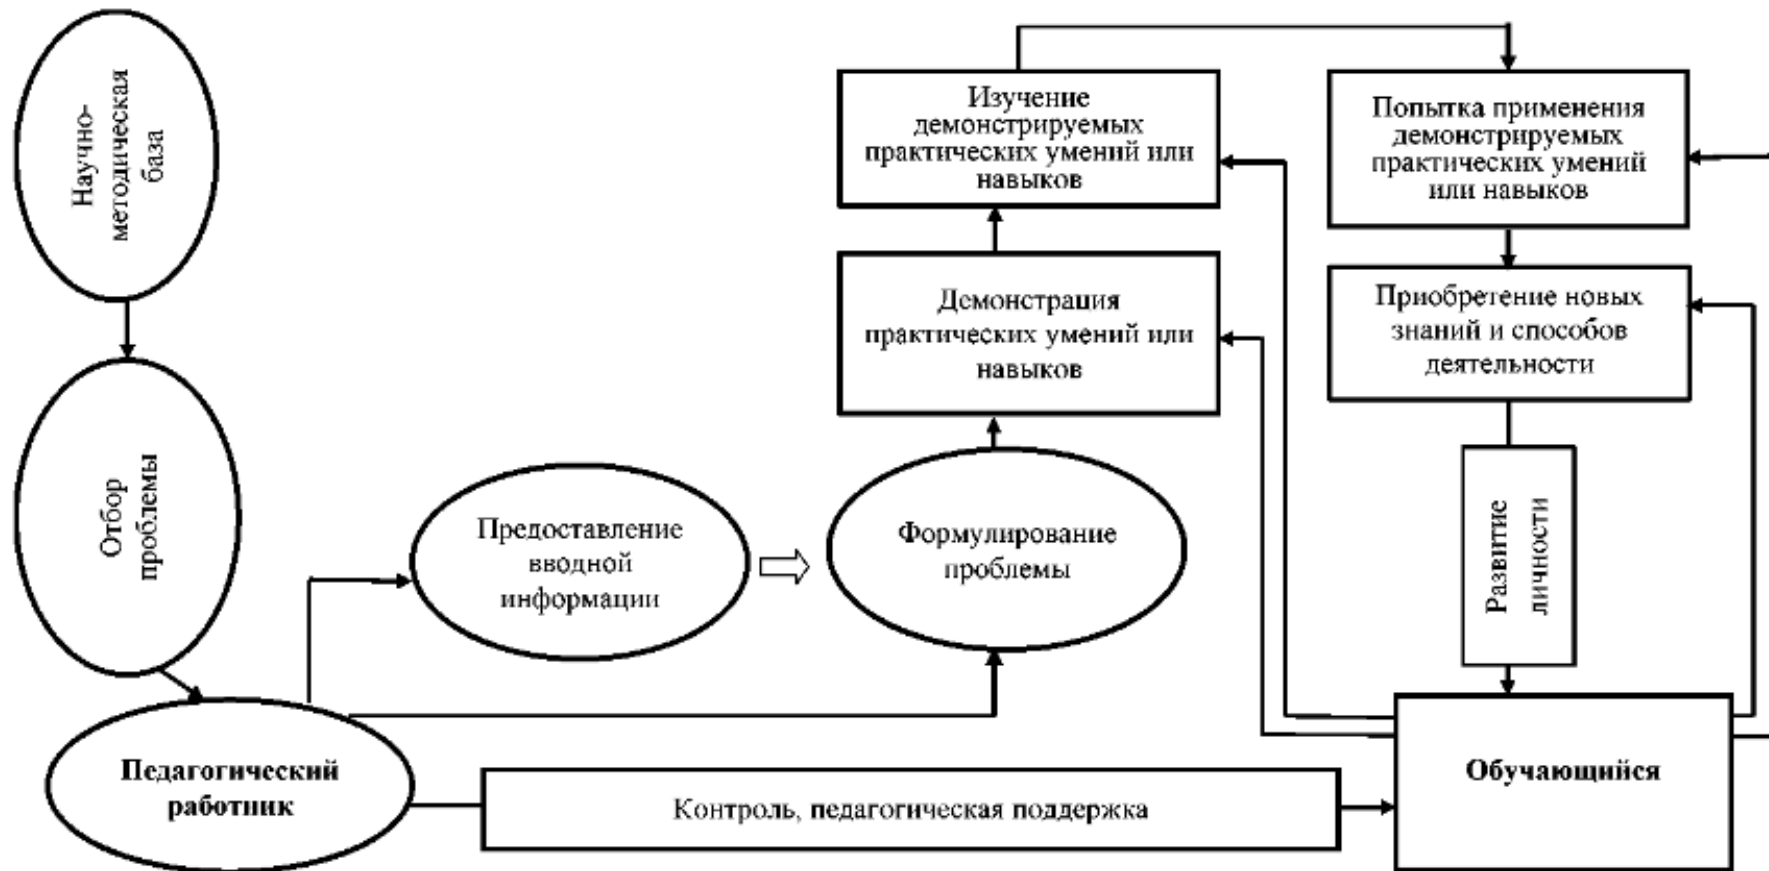 Научно-
методическая
база
Отбор
проблемы
Педагогический
работник
Предоставление
вводной
информации
Формулирование
проблемы
Демонстрация
практических умений или
навыков
Изучение
демонстрируемых
практических умений или
навыков
Попытка применения
демонстрируемых
практических умений
или навыков
Приобретение новых
знаний и способов
деятельности
Развитие
личности
Обучающийся
Контроль, педагогическая поддержка